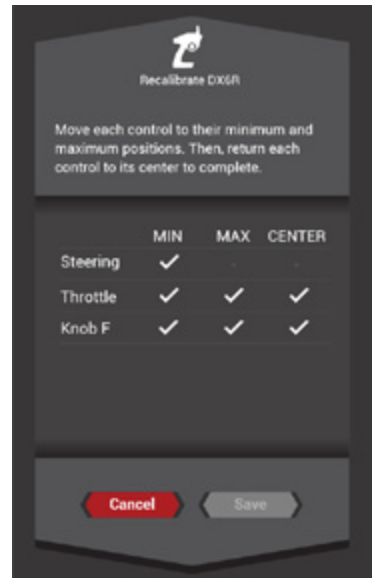 Recalibrate DX6R
Move each control to their minimum and
maximum positions. Then, return each
control to its center to complete.
MIN MAX CENTER
Steering ✓ - -
Throttle ✓ ✓ ✓
Knob F ✓ ✓ ✓
Cancel Save